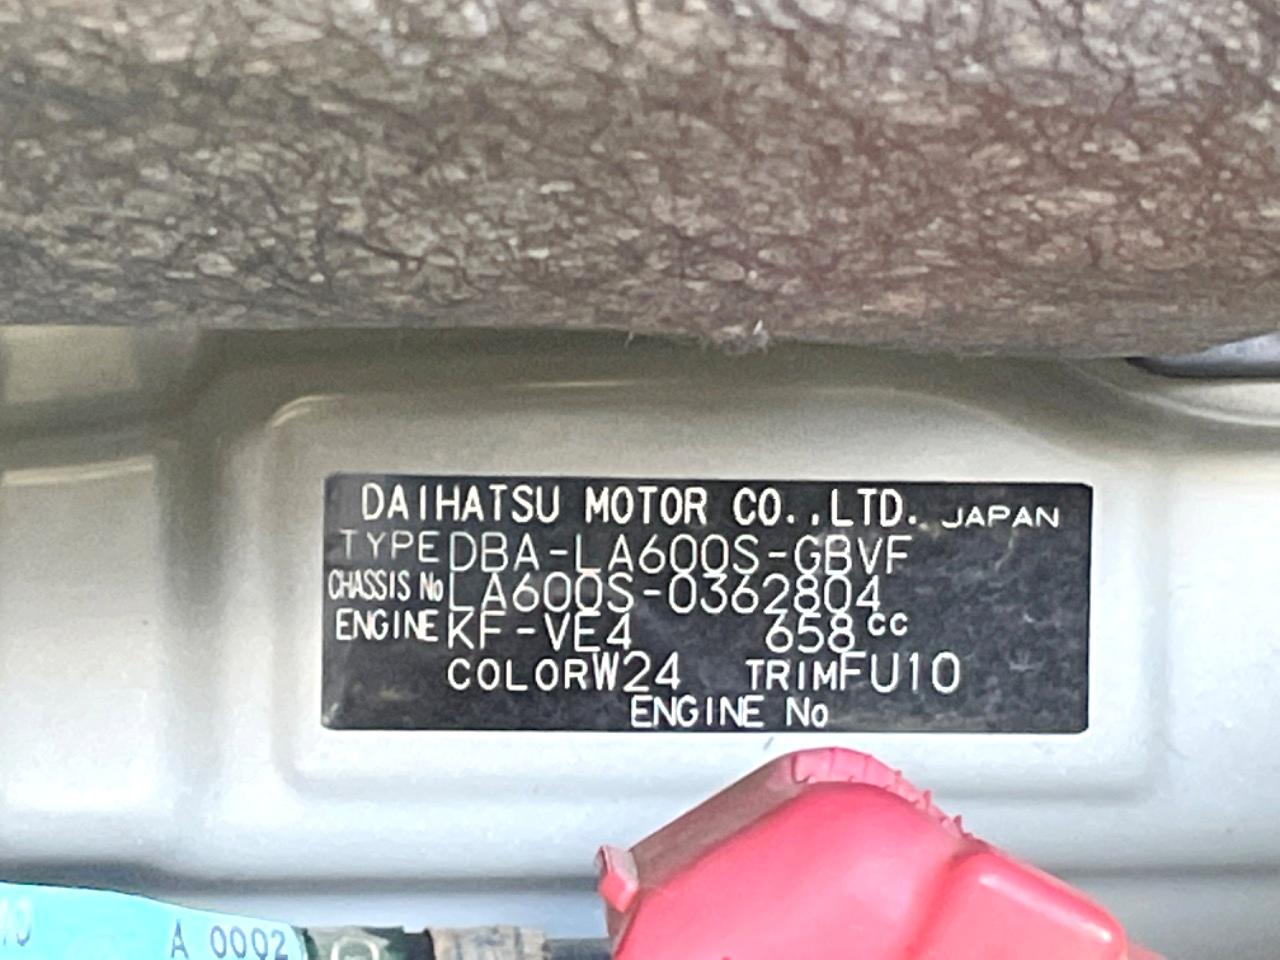 DAIHATSU MOTOR CO.,LTD. JAPAN
TYPE DBA-LA600S-GBVF
CHASSIS No LA600S-0362804
ENGINE KF-VE4 658cc
COLOR W24 TRIM FU10
ENGINE No
A 0002